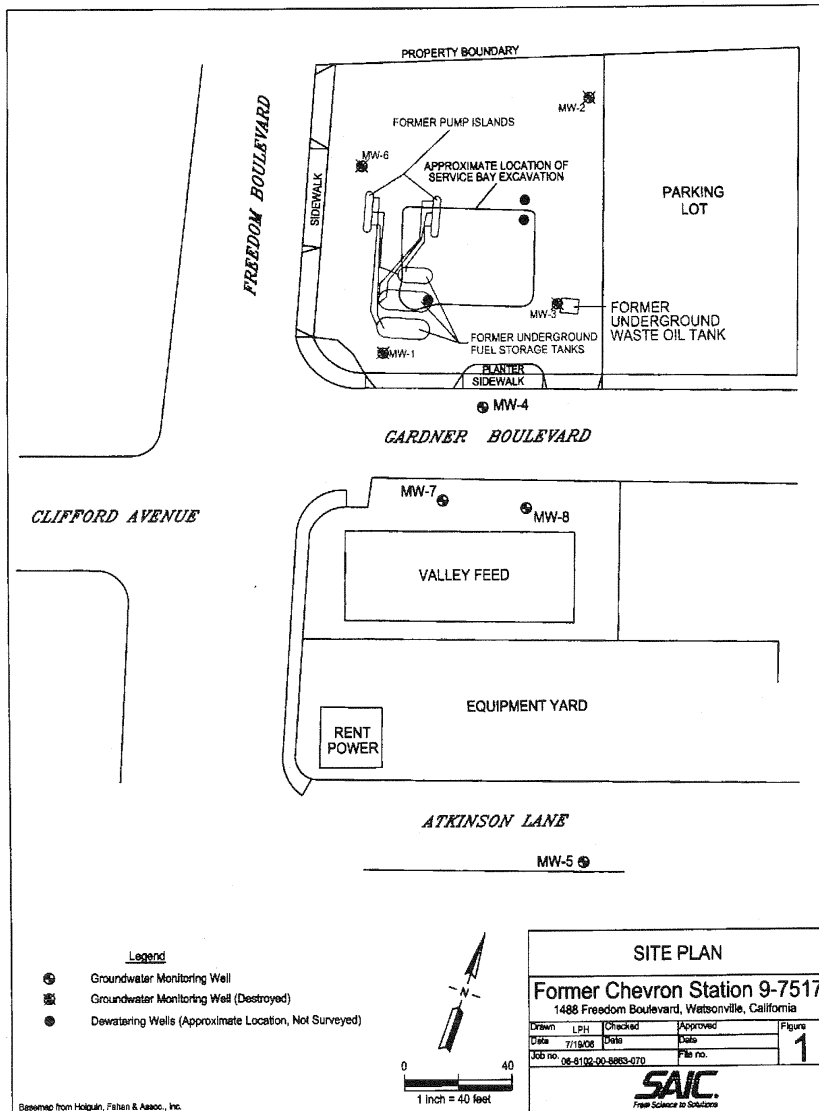 PROPERTY BOUNDARY
FREEDOM BOULEVARD
SIDEWALK
FORMER PUMP ISLANDS
MW-2
MW-6
APPROXIMATE LOCATION OF
SERVICE BAY EXCAVATION
PARKING
LOT
MW-3
FORMER
UNDERGROUND
WASTE OIL TANK
FORMER UNDERGROUND
FUEL STORAGE TANKS
MW-1
PLANTER
SIDEWALK
MW-4
GARDNER BOULEVARD
CLIFFORD AVENUE
MW-7
MW-8
VALLEY FEED
EQUIPMENT YARD
RENT
POWER
ATKINSON LANE
MW-5
Legend
Groundwater Monitoring Well
Groundwater Monitoring Well (Destroyed)
Dewatering Wells (Approximate Location, Not Surveyed)
N
0 40
1 inch = 40 feet
Basemap from Holguin, Fahan & Assoc., Inc.
SITE PLAN
Former Chevron Station 9-7517
1488 Freedom Boulevard, Watsonville, California
Drawn LPH Checked Approved Figure
Date 7/19/06 Date Date 1
Job no. 06-6102-00-8863-070 File no.
SAIC.
From Science to Solutions